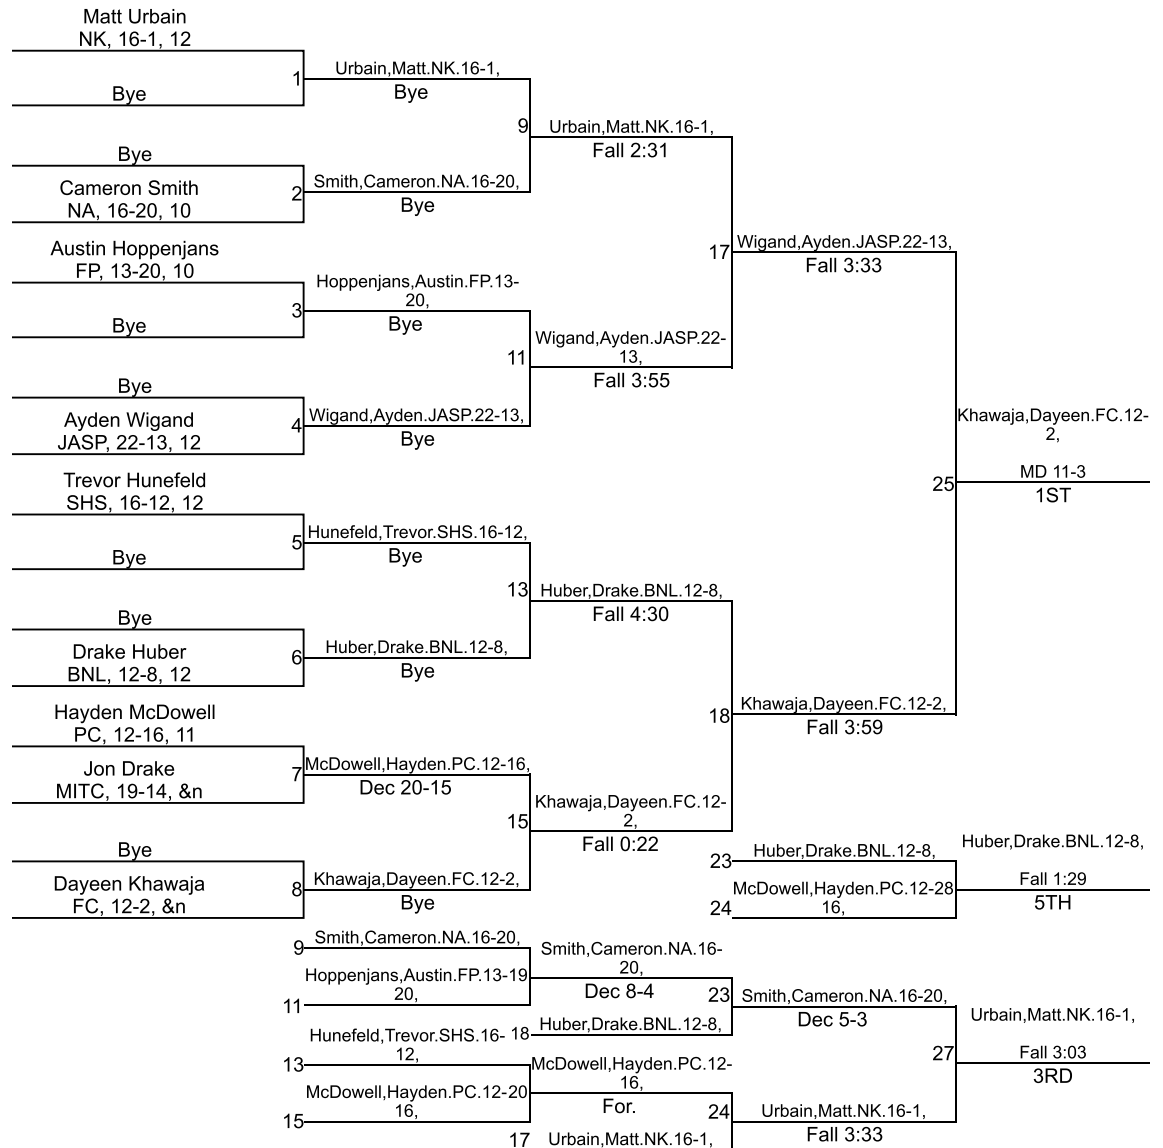 Matt Urbain
NK, 16-1, 12
1
Urbain,Matt.NK.16-1,
Bye
Bye
9
Urbain,Matt.NK.16-1,
Fall 2:31
Bye
Cameron Smith
NA, 16-20, 10
2
Smith,Cameron.NA.16-20,
Bye
17
Wigand,Ayden.JASP.22-13,
Fall 3:33
Austin Hoppenjans
FP, 13-20, 10
3
Hoppenjans,Austin.FP.13-
20,
Bye
Bye
11
Wigand,Ayden.JASP.22-
13,
Fall 3:55
Bye
Ayden Wigand
JASP, 22-13, 12
4
Wigand,Ayden.JASP.22-13,
Bye
25
Khawaja,Dayeen.FC.12-
2,
MD 11-3
1ST
Trevor Hunefeld
SHS, 16-12, 12
5
Hunefeld,Trevor.SHS.16-12,
Bye
Bye
13
Huber,Drake.BNL.12-8,
Fall 4:30
Bye
Drake Huber
BNL, 12-8, 12
6
Huber,Drake.BNL.12-8,
Bye
18
Khawaja,Dayeen.FC.12-2,
Fall 3:59
Hayden McDowell
PC, 12-16, 11
Jon Drake
MITC, 19-14, &n
7
McDowell,Hayden.PC.12-16,
Dec 20-15
15
Khawaja,Dayeen.FC.12-
2,
Fall 0:22
Bye
Dayeen Khawaja
FC, 12-2, &n
8
Khawaja,Dayeen.FC.12-2,
Bye
23
Huber,Drake.BNL.12-8,
24
McDowell,Hayden.PC.12-28
16,
Huber,Drake.BNL.12-8,
Fall 1:29
5TH
9
Smith,Cameron.NA.16-20,
11
Hoppenjans,Austin.FP.13-19
20,
Smith,Cameron.NA.16-
20,
Dec 8-4
23
18
Huber,Drake.BNL.12-8,
Smith,Cameron.NA.16-20,
Dec 5-3
13
Hunefeld,Trevor.SHS.16-
12,
15
McDowell,Hayden.PC.12-20
16,
McDowell,Hayden.PC.12-
16,
For.
24
17
Urbain,Matt.NK.16-1,
Urbain,Matt.NK.16-1,
Fall 3:33
27
Urbain,Matt.NK.16-1,
Fall 3:03
3RD